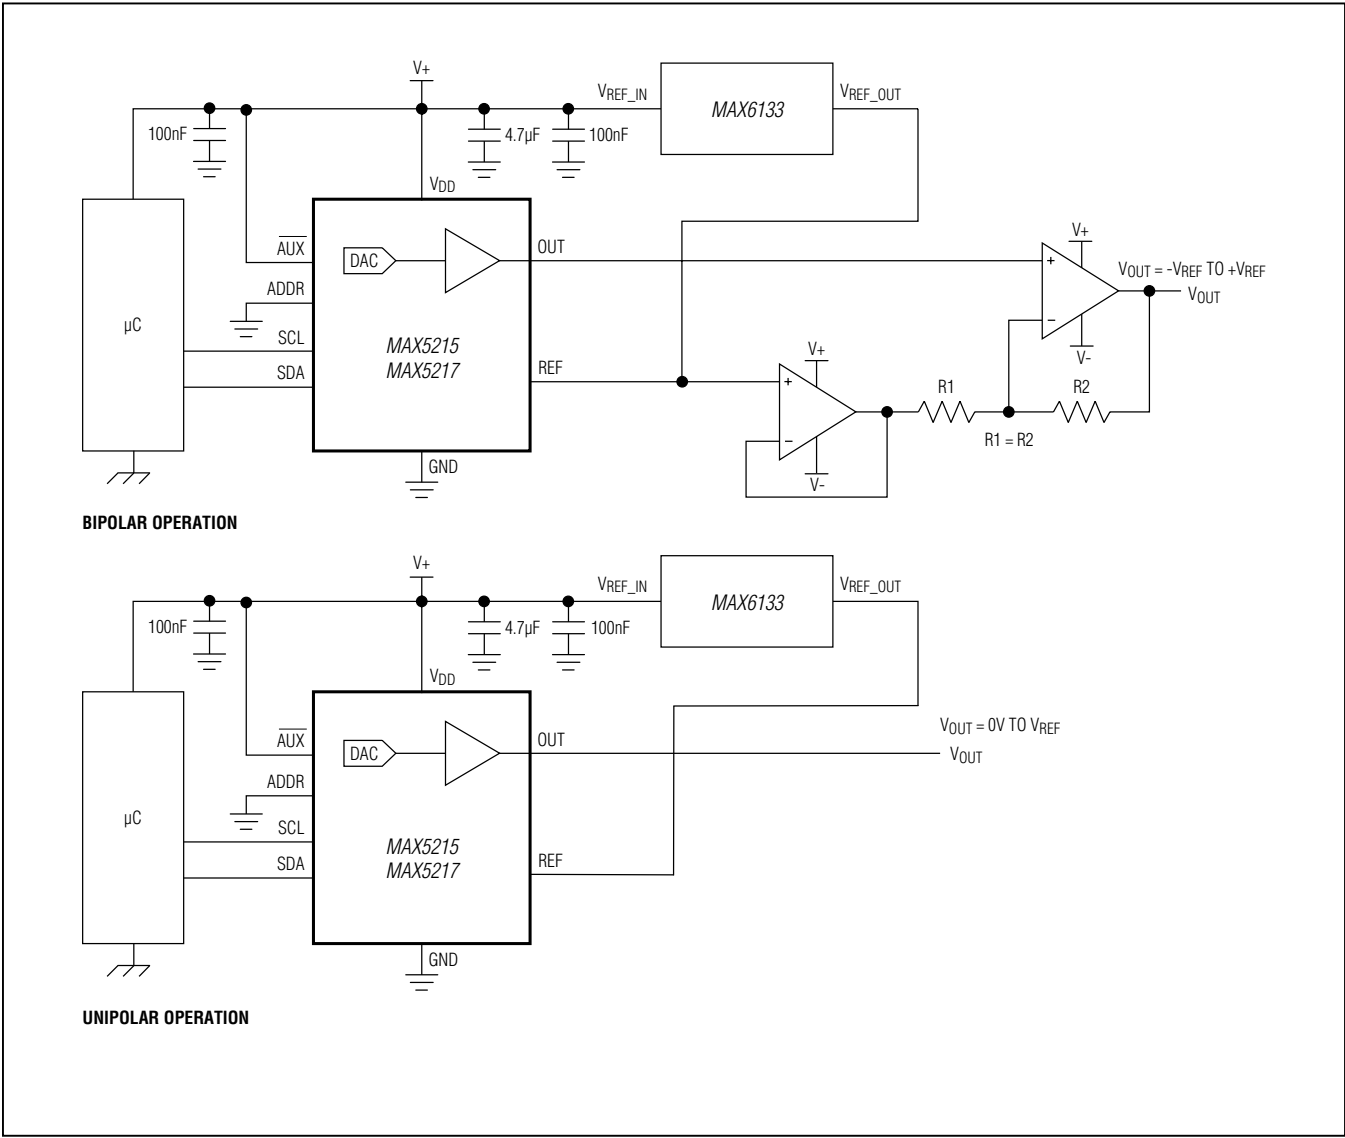 V+
VREF_IN
MAX6133
VREF_OUT
100nF
4.7µF
100nF
VDD
AUX
DAC
OUT
ADDR
µC
SCL
MAX5215
SDA
MAX5217
REF
GND
V+
+
−
V-
VOUT = -VREF TO +VREF
VOUT
V+
+
−
V-
R1
R2
R1 = R2
BIPOLAR OPERATION
V+
VREF_IN
MAX6133
VREF_OUT
100nF
4.7µF
100nF
VDD
AUX
DAC
OUT
VOUT = 0V TO VREF
VOUT
ADDR
µC
SCL
MAX5215
SDA
MAX5217
REF
GND
UNIPOLAR OPERATION